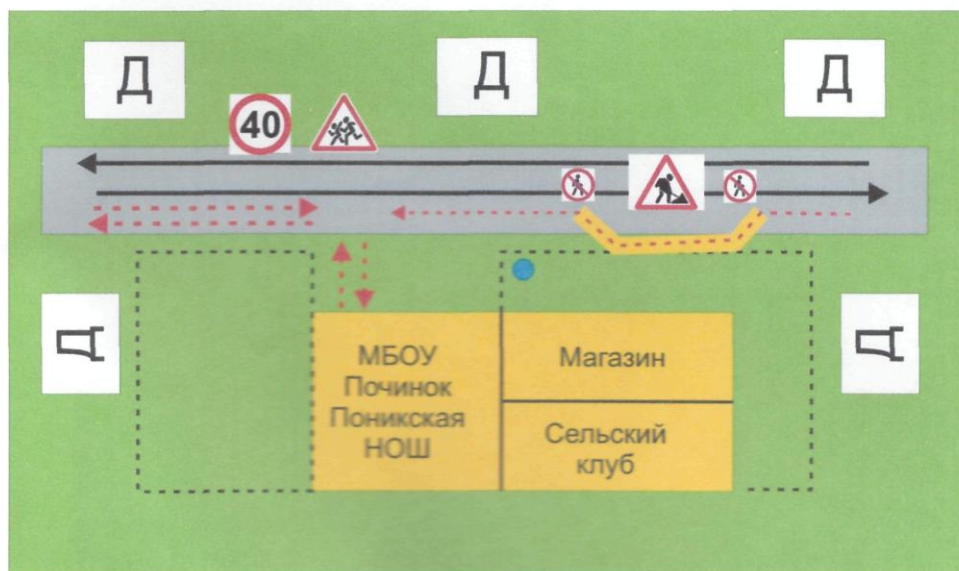 Д
Д
Д
40
Д
Д
МБОУ
Починок
Поникская
НОШ
Магазин
Сельский
клуб